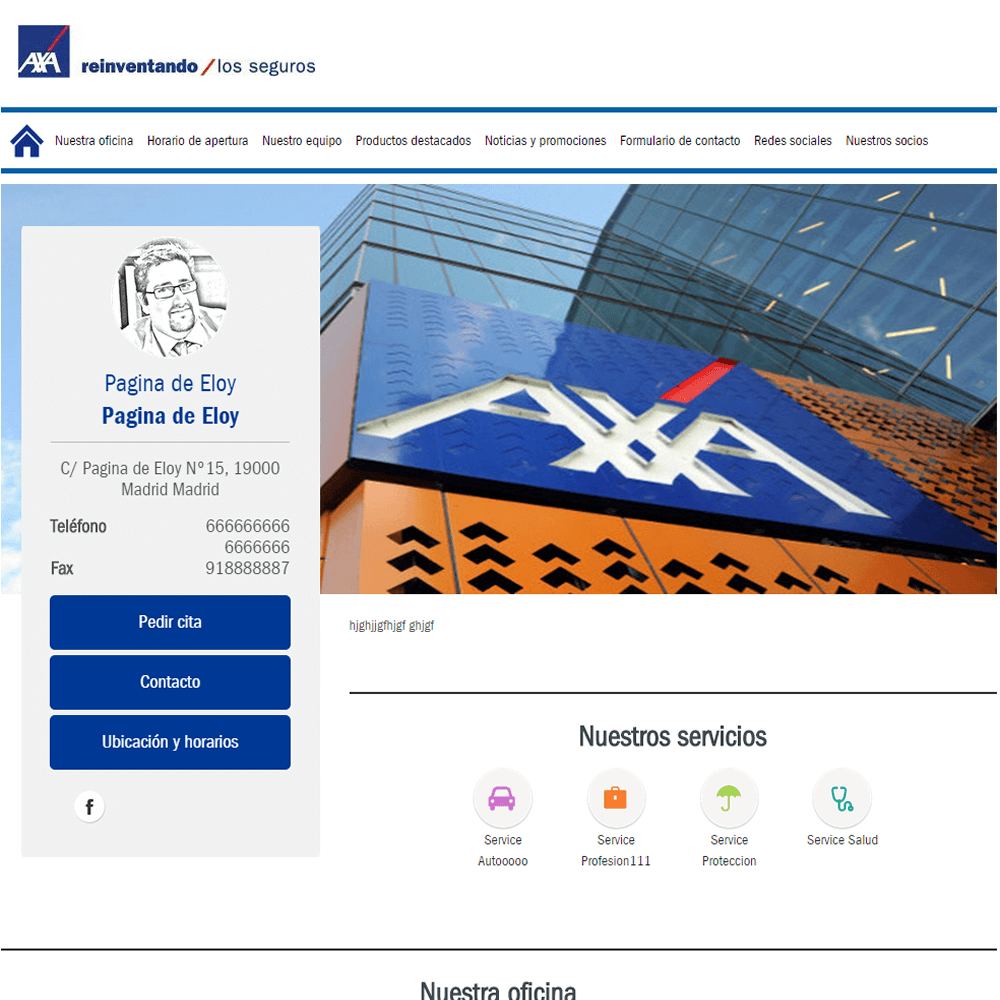 AXA
reinventando / los seguros
Nuestra oficina
Horario de apertura
Nuestro equipo
Productos destacados
Noticias y promociones
Formulario de contacto
Redes sociales
Nuestros socios
AXA
Pagina de Eloy
Pagina de Eloy
C/ Pagina de Eloy Nº15, 19000
Madrid Madrid
Teléfono 666666666
6666666
Fax 918888887
Pedir cita
Contacto
Ubicación y horarios
f
hjghjjgfhjgf ghjgf
Nuestros servicios
Service
Autooooo
Service
Profesion111
Service
Proteccion
Service Salud
Nuestra oficina